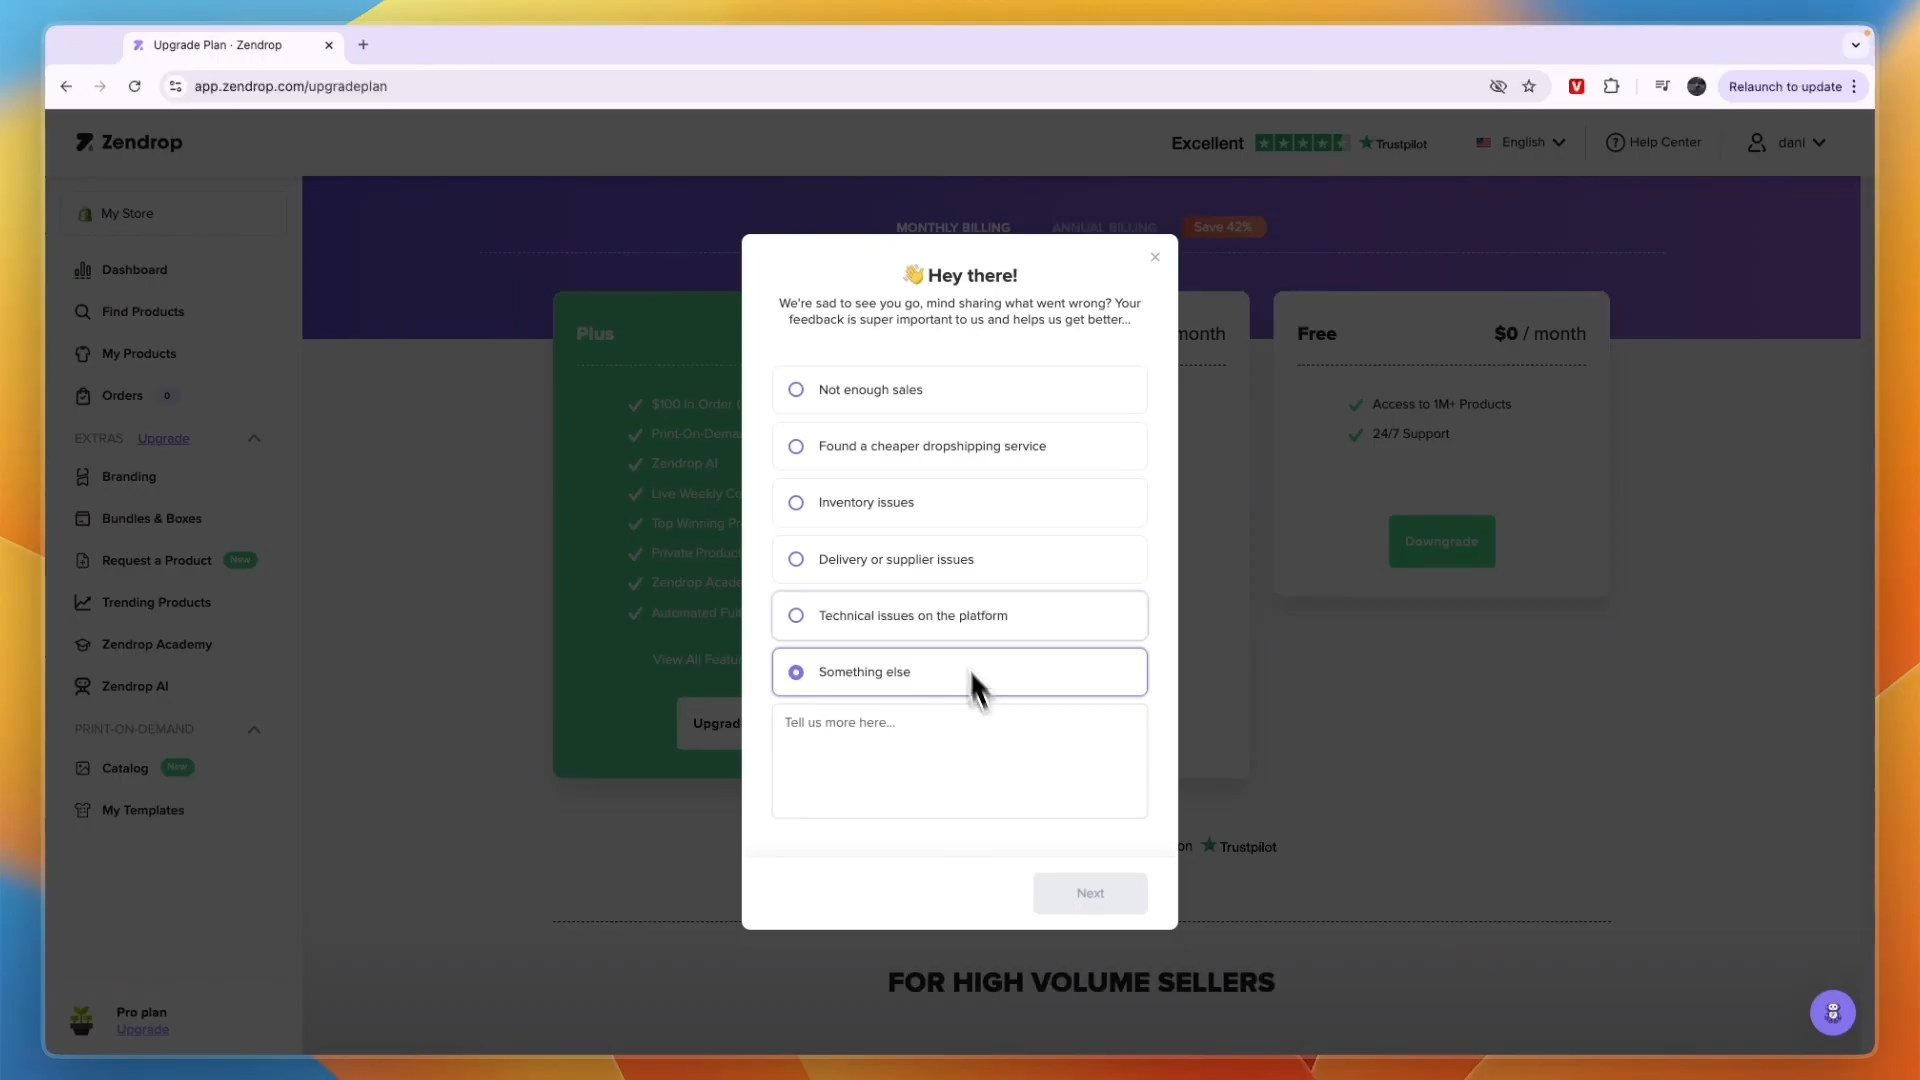 Upgrade Plan · Zendrop
app.zendrop.com/upgradeplan
Relaunch to update
Zendrop
Excellent
Trustpilot
English
Help Center
dani
My Store
Dashboard
Find Products
My Products
Orders 0
EXTRAS Upgrade
Branding
Bundles & Boxes
Request a Product New
Trending Products
Zendrop Academy
Zendrop AI
PRINT-ON-DEMAND
Catalog New
My Templates
Pro plan
Upgrade
MONTHLY BILLING
ANNUAL BILLING
Save 42%
Plus
$100 in Order
Print-On-Dema
Zendrop AI
Live Weekly Co
Top Winning Pr
Private Product
Zendrop Acade
Automated Fulf
View All Featu
Upgrad
👋 Hey there!
We're sad to see you go, mind sharing what went wrong? Your
feedback is super important to us and helps us get better...
Not enough sales
Found a cheaper dropshipping service
Inventory issues
Delivery or supplier issues
Technical issues on the platform
Something else
Tell us more here...
Next
month
Free
$0 / month
Access to 1M+ Products
24/7 Support
Downgrade
on Trustpilot
FOR HIGH VOLUME SELLERS